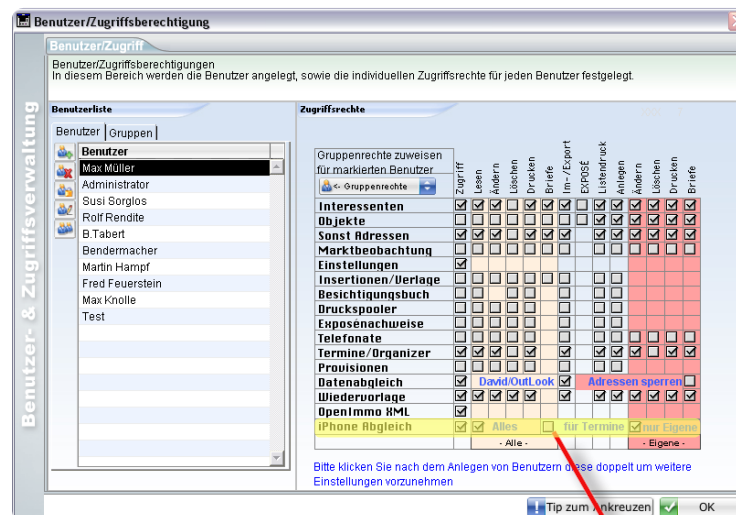 Benutzer/Zugriffsberechtigung
Benutzer/Zugriff
Benutzer/Zugriffsberechtigungen
In diesem Bereich werden die Benutzer angelegt, sowie die individuellen Zugriffsrechte für jeden Benutzer festgelegt.
Benutzer- & Zugriffsverwaltung
Benutzerliste
Benutzer Gruppen
Benutzer
Max Müller
Administrator
Susi Sorglos
Rolf Rendite
B.Tabert
Bendermacher
Martin Hampf
Fred Feuerstein
Max Knolle
Test
Zugriffsrechte
Gruppenrechte zuweisen
für markierten Benutzer
<- Gruppenrechte
Zugriff
Lesen
Ändern
Löschen
Drucken
Briefe
Im-/Export
EXPOSÉ
Listendruck
Anlegen
Ändern
Löschen
Drucken
Briefe
Interessenten
Objekte
Sonst Adressen
Marktbeobachtung
Einstellungen
Insertionen/Verlage
Besichtigungsbuch
Druckspooler
Exposénachweise
Telefonate
Termine/Organizer
Provisionen
Datenabgleich David/OutLook Adressen sperren
Wiedervorlage
OpenImmo XML
iPhone Abgleich Alles für Termine nur Eigene
- Alle - - Eigene -
Bitte klicken Sie nach dem Anlegen von Benutzern diese doppelt um weitere
Einstellungen vorzunehmen
Tip zum Ankreuzen OK